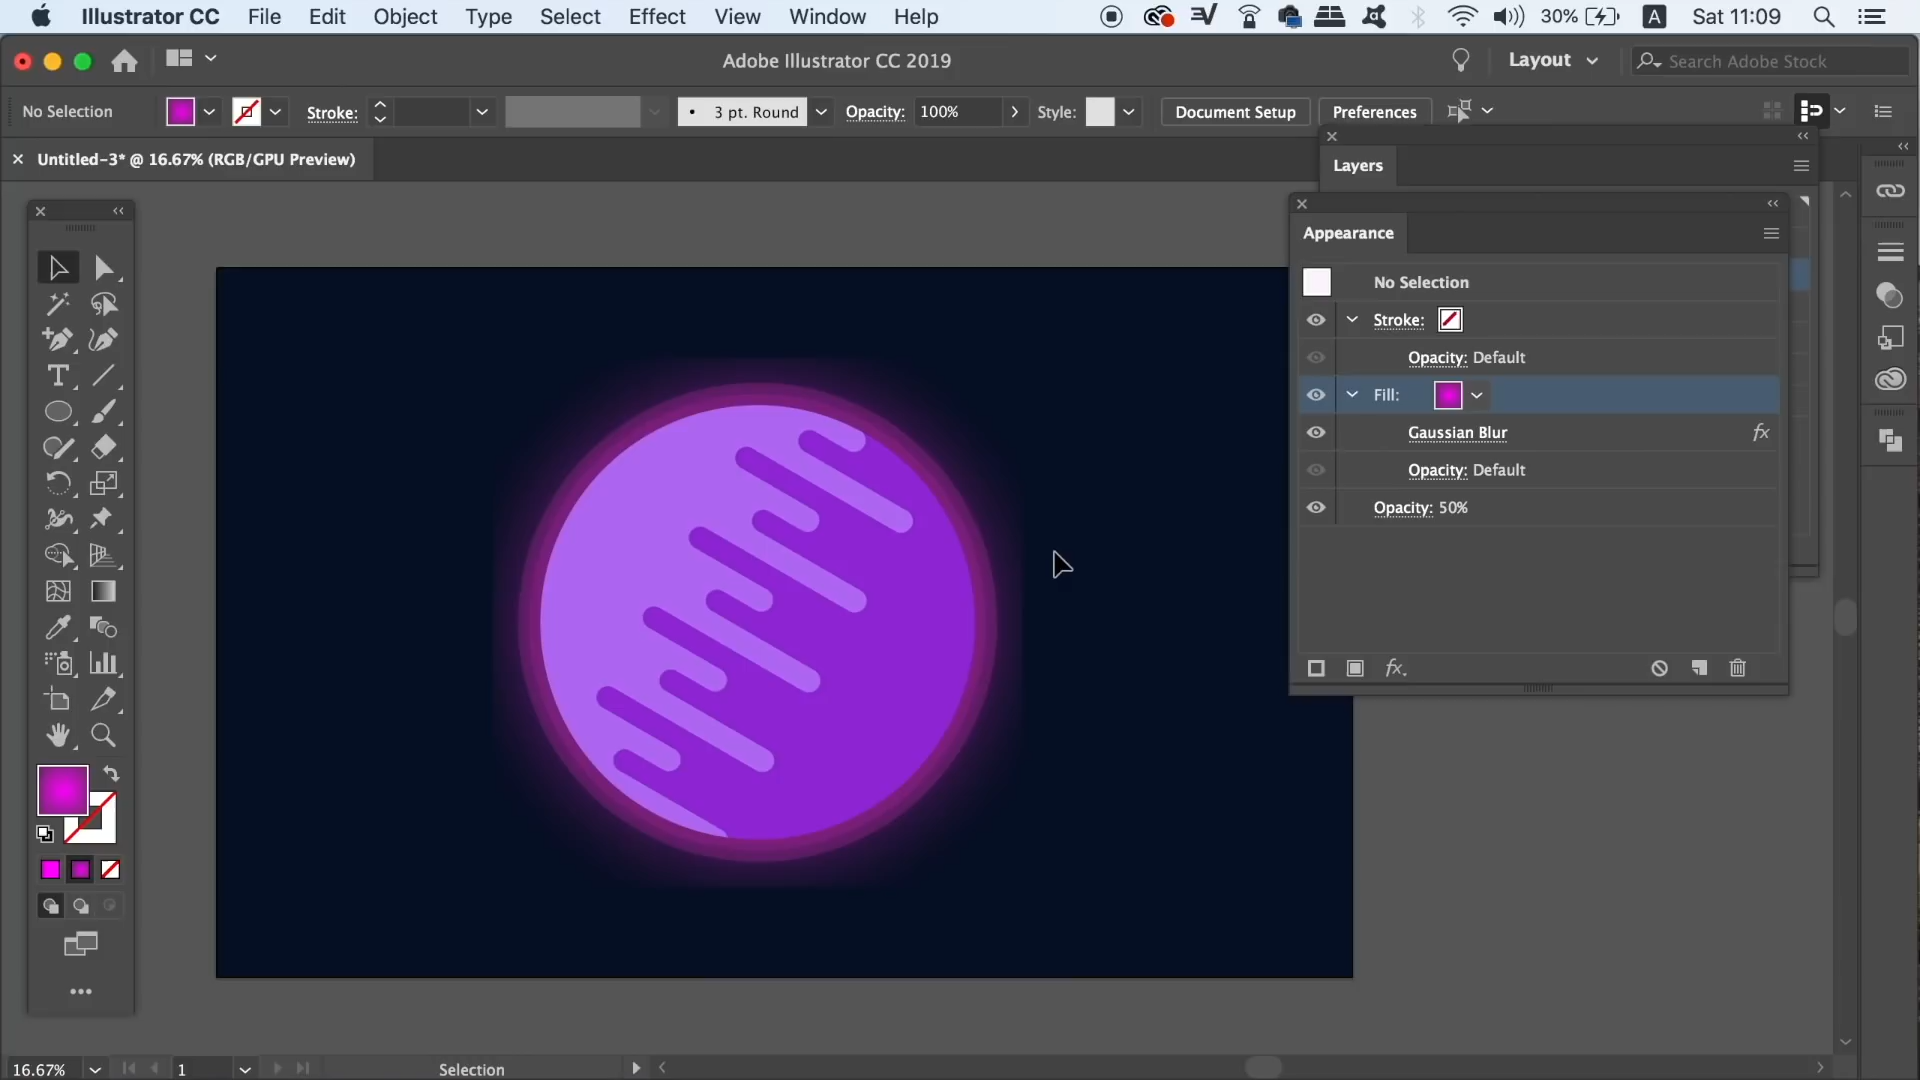 Illustrator CC File Edit Object Type Select Effect View Window Help 30% A Sat 11:09
Adobe Illustrator CC 2019 Layout Search Adobe Stock
No Selection Stroke: 3 pt. Round Opacity: 100% Style: Document Setup Preferences
Untitled-3* @ 16.67% (RGB/GPU Preview)
Layers
Appearance
No Selection
Stroke:
Opacity: Default
Fill:
Gaussian Blur fx
Opacity: Default
Opacity: 50%
fx.
16.67% 1 Selection